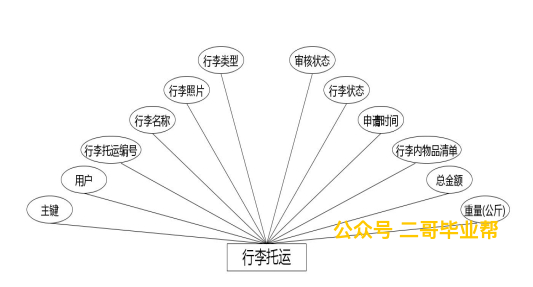 行李类型
审核状态
行李照片
行李状态
行李名称
申请时间
行李托运编号
行李内物品清单
用户
总金额
主键
重量(公斤)
公众号 二哥毕业帮
行李托运